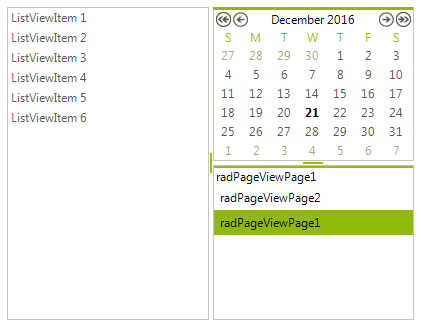 ListViewItem 1
ListViewItem 2
ListViewItem 3
ListViewItem 4
ListViewItem 5
ListViewItem 6
December 2016
S M T W T F S
27 28 29 30 1 2 3
4 5 6 7 8 9 10
11 12 13 14 15 16 17
18 19 20 21 22 23 24
25 26 27 28 29 30 31
1 2 3 4 5 6 7
radPageViewPage1
radPageViewPage2
radPageViewPage1